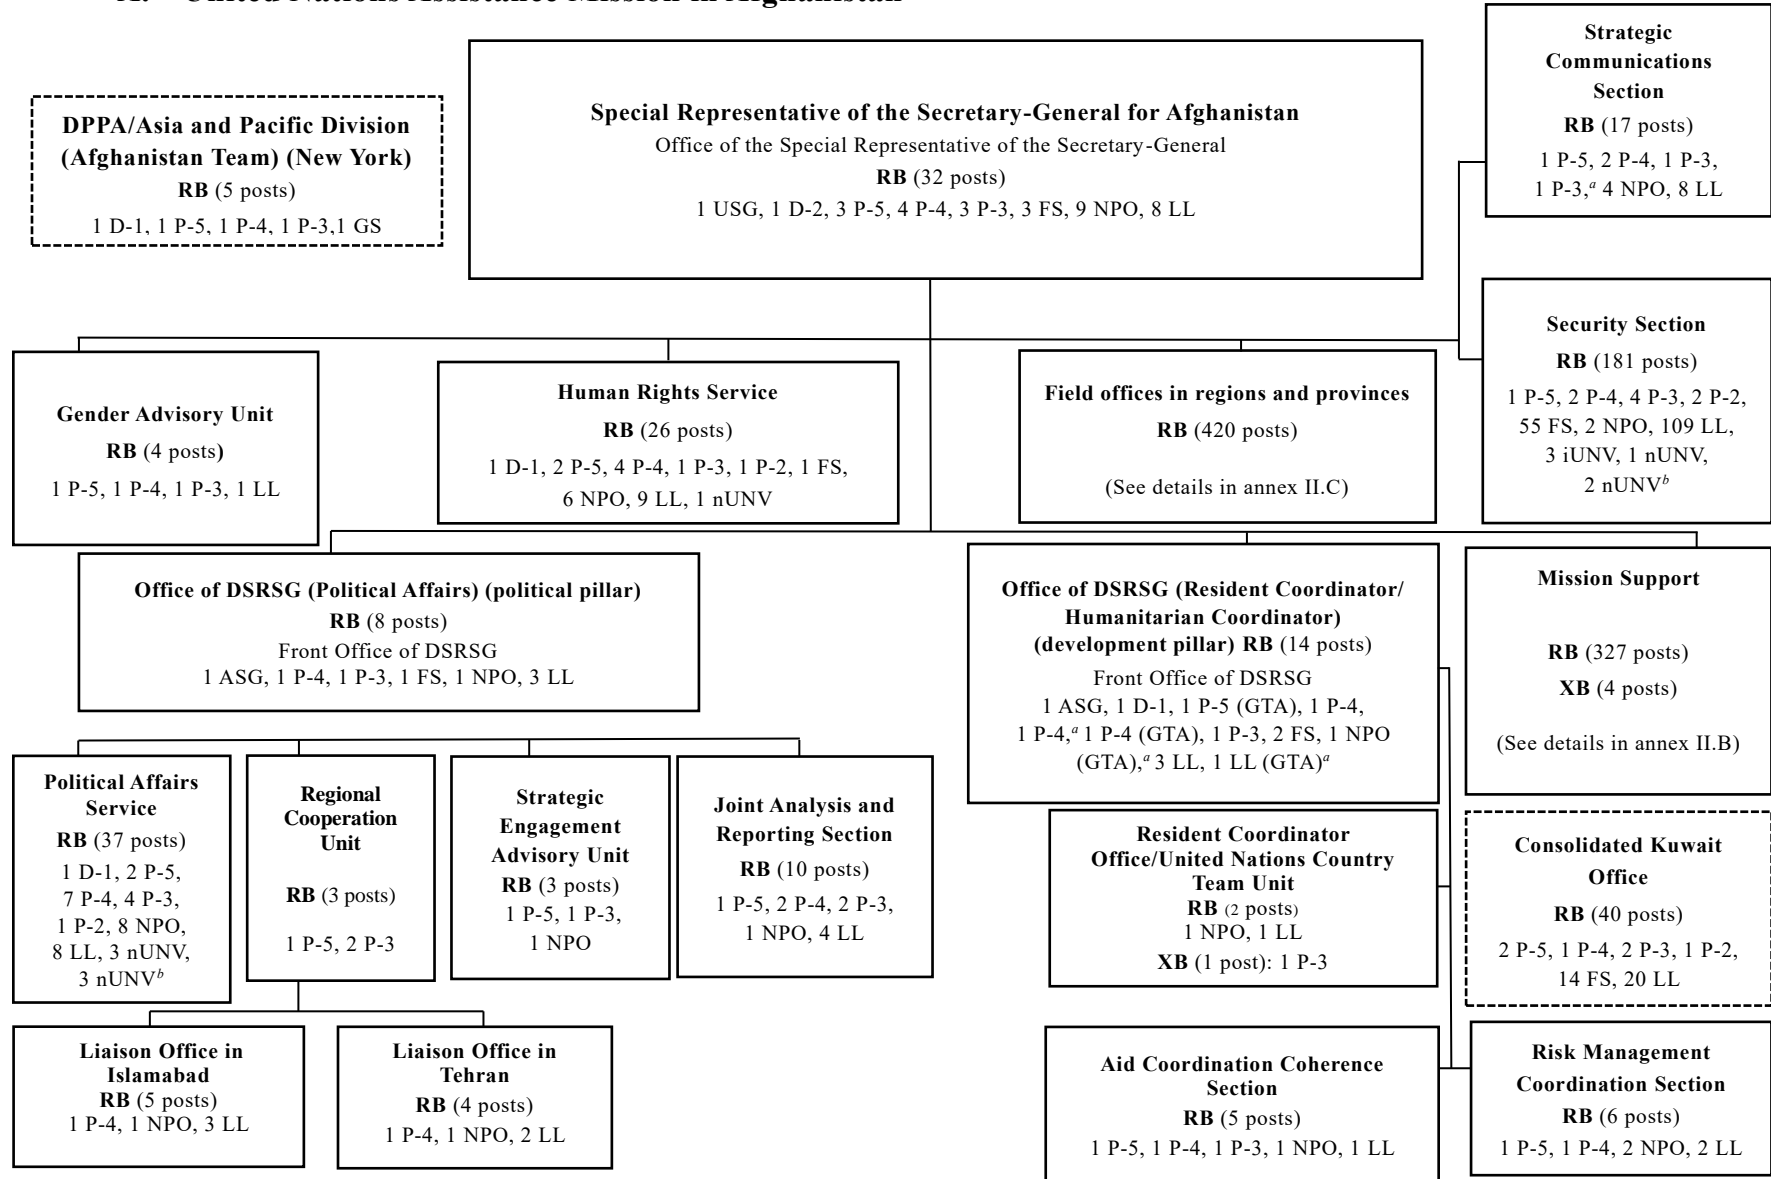 A. United Nations Assistance Mission in Afghanistan
DPPA/Asia and Pacific Division
(Afghanistan Team) (New York)
RB (5 posts)
1 D-1, 1 P-5, 1 P-4, 1 P-3,1 GS
Special Representative of the Secretary-General for Afghanistan
Office of the Special Representative of the Secretary-General
RB (32 posts)
1 USG, 1 D-2, 3 P-5, 4 P-4, 3 P-3, 3 FS, 9 NPO, 8 LL
Strategic
Communications
Section
RB (17 posts)
1 P-5, 2 P-4, 1 P-3,
1 P-3,a 4 NPO, 8 LL
Security Section
RB (181 posts)
1 P-5, 2 P-4, 4 P-3, 2 P-2,
55 FS, 2 NPO, 109 LL,
3 iUNV, 1 nUNV,
2 nUNVb
Gender Advisory Unit
RB (4 posts)
1 P-5, 1 P-4, 1 P-3, 1 LL
Human Rights Service
RB (26 posts)
1 D-1, 2 P-5, 4 P-4, 1 P-3, 1 P-2, 1 FS,
6 NPO, 9 LL, 1 nUNV
Field offices in regions and provinces
RB (420 posts)
(See details in annex II.C)
Office of DSRSG (Political Affairs) (political pillar)
RB (8 posts)
Front Office of DSRSG
1 ASG, 1 P-4, 1 P-3, 1 FS, 1 NPO, 3 LL
Office of DSRSG (Resident Coordinator/
Humanitarian Coordinator)
(development pillar) RB (14 posts)
Front Office of DSRSG
1 ASG, 1 D-1, 1 P-5 (GTA), 1 P-4,
1 P-4,a 1 P-4 (GTA), 1 P-3, 2 FS, 1 NPO
(GTA),a 3 LL, 1 LL (GTA)a
Mission Support
RB (327 posts)
XB (4 posts)
(See details in annex II.B)
Political Affairs
Service
RB (37 posts)
1 D-1, 2 P-5,
7 P-4, 4 P-3,
1 P-2, 8 NPO,
8 LL, 3 nUNV,
3 nUNVb
Regional
Cooperation
Unit
RB (3 posts)
1 P-5, 2 P-3
Strategic
Engagement
Advisory Unit
RB (3 posts)
1 P-5, 1 P-3,
1 NPO
Joint Analysis and
Reporting Section
RB (10 posts)
1 P-5, 2 P-4, 2 P-3,
1 NPO, 4 LL
Resident Coordinator
Office/United Nations Country
Team Unit
RB (2 posts)
1 NPO, 1 LL
XB (1 post): 1 P-3
Consolidated Kuwait
Office
RB (40 posts)
2 P-5, 1 P-4, 2 P-3, 1 P-2,
14 FS, 20 LL
Liaison Office in
Islamabad
RB (5 posts)
1 P-4, 1 NPO, 3 LL
Liaison Office in
Tehran
RB (4 posts)
1 P-4, 1 NPO, 2 LL
Aid Coordination Coherence
Section
RB (5 posts)
1 P-5, 1 P-4, 1 P-3, 1 NPO, 1 LL
Risk Management
Coordination Section
RB (6 posts)
1 P-5, 1 P-4, 2 NPO, 2 LL